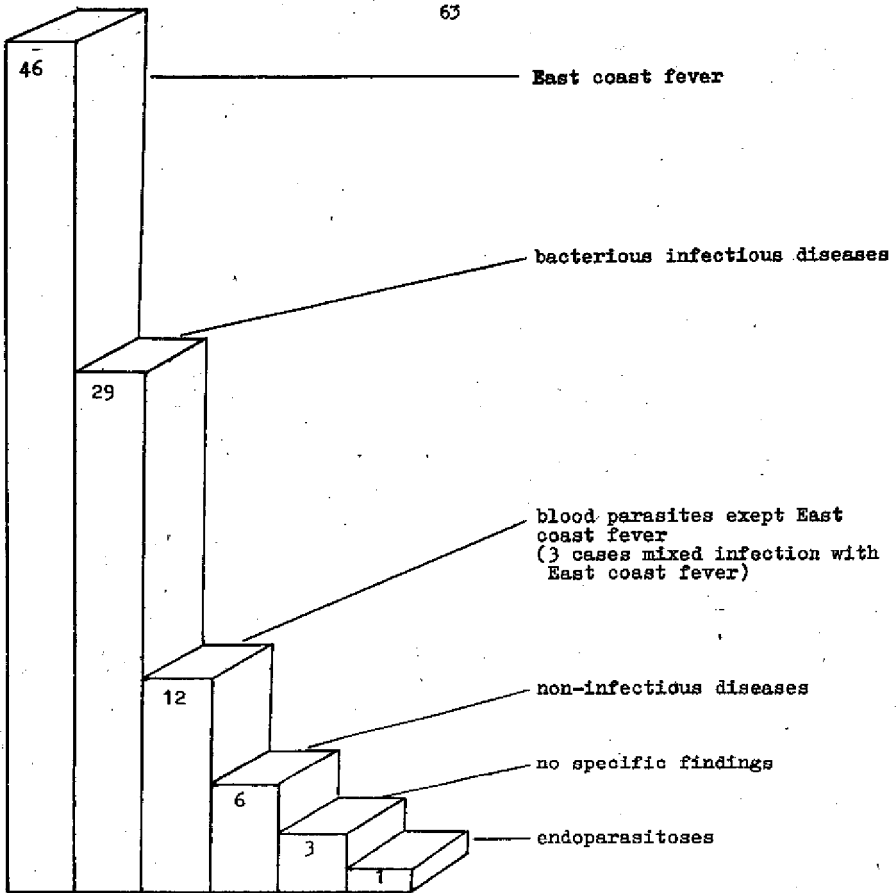 63
46
East coast fever
bacterious infectious diseases
29
blood parasites exept East
coast fever
(3 cases mixed infection with
East coast fever)
12
non-infectious diseases
6
no specific findings
3
endoparasitoses
1